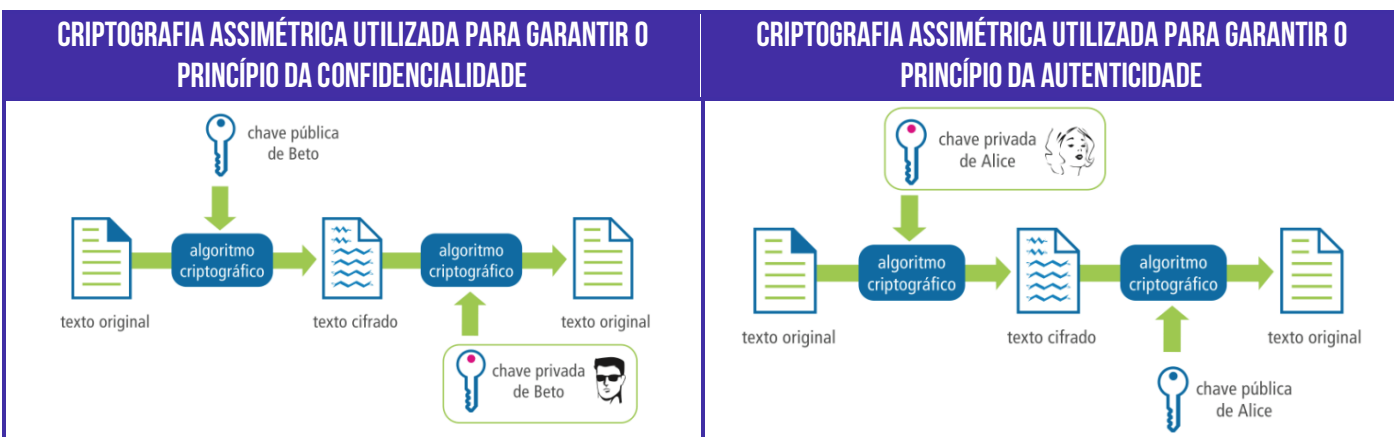 CRIPTOGRAFIA ASSIMÉTRICA UTILIZADA PARA GARANTIR O
PRINCÍPIO DA CONFIDENCIALIDADE
chave pública
de Beto
algoritmo
criptográfico
algoritmo
criptográfico
texto original
texto cifrado
texto original
chave privada
de Beto
CRIPTOGRAFIA ASSIMÉTRICA UTILIZADA PARA GARANTIR O
PRINCÍPIO DA AUTENTICIDADE
chave privada
de Alice
algoritmo
criptográfico
algoritmo
criptográfico
texto original
texto cifrado
texto original
chave pública
de Alice